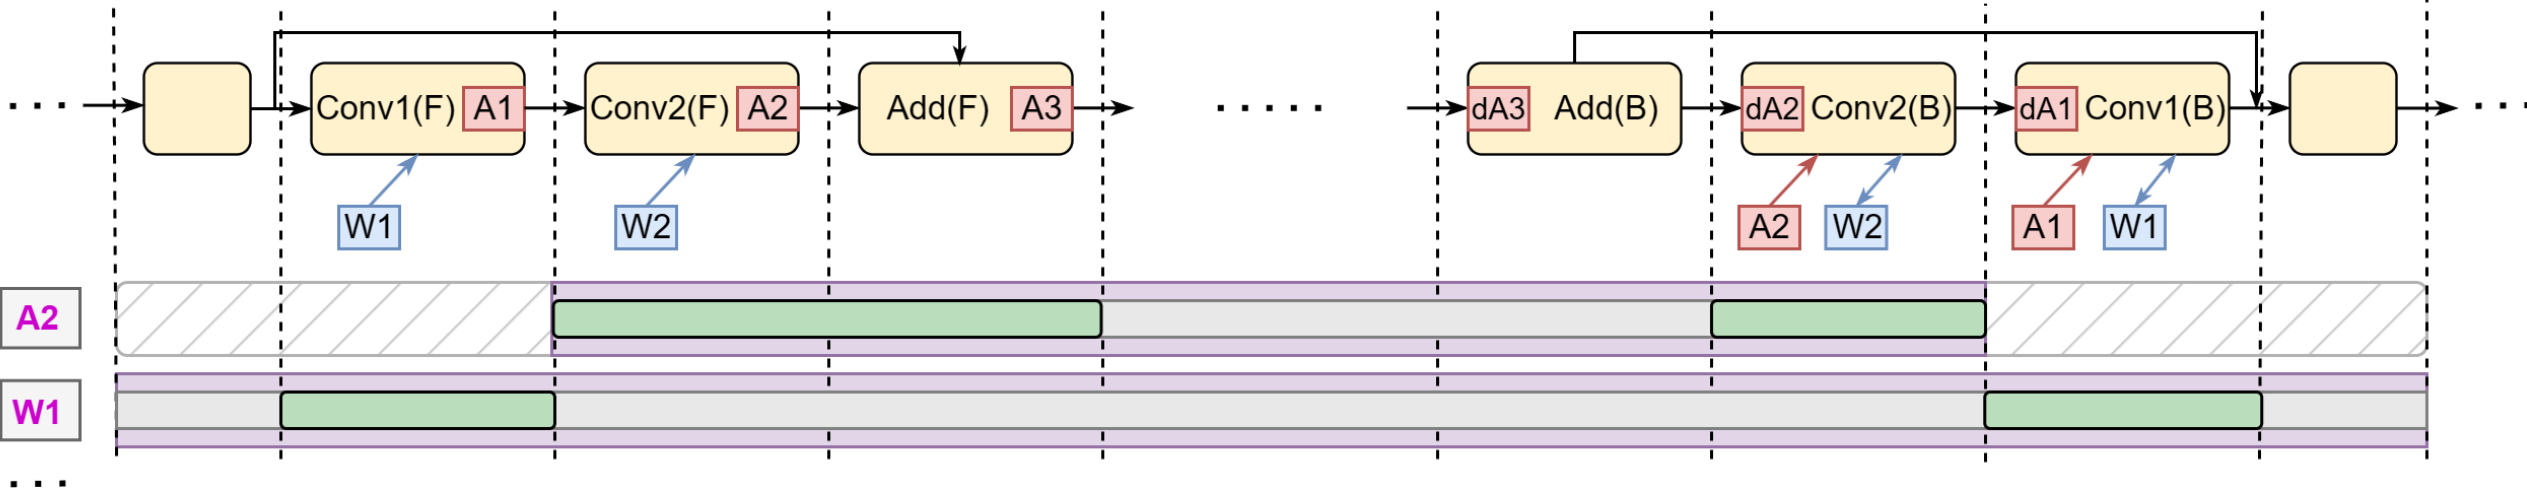 Conv1(F) A1 Conv2(F) A2 Add(F) A3 dA3 Add(B) dA2 Conv2(B) dA1 Conv1(B)
W1 W2 A2 W2 A1 W1
A2
W1